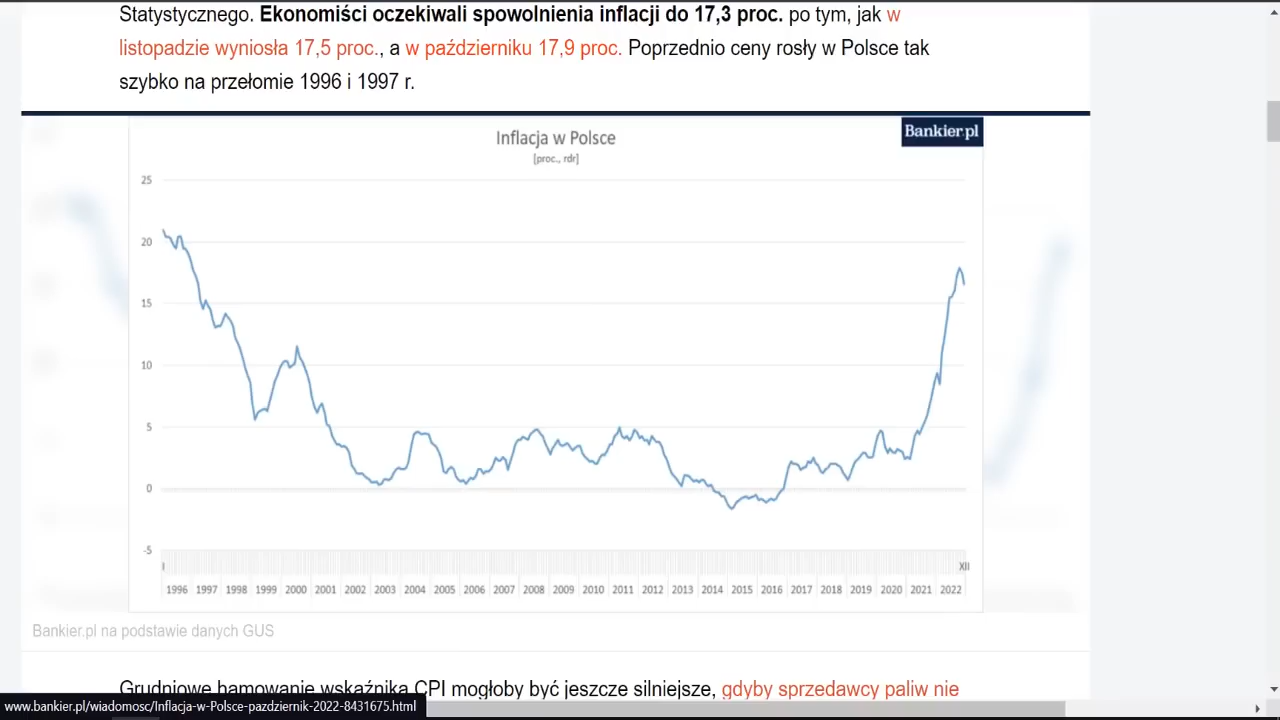 Statystycznego. Ekonomiści oczekiwali spowolnienia inflacji do 17,3 proc. po tym, jak w
listopadzie wyniosła 17,5 proc., a w październiku 17,9 proc. Poprzednio ceny rosły w Polsce tak
szybko na przełomie 1996 i 1997 r.
Inflacja w Polsce
[proc., rdr]
Bankier.pl
25
20
15
10
5
0
-5
I
XII
1996 1997 1998 1999 2000 2001 2002 2003 2004 2005 2006 2007 2008 2009 2010 2011 2012 2013 2014 2015 2016 2017 2018 2019 2020 2021 2022
Bankier.pl na podstawie danych GUS
Grudniowe hamowanie wskaźnika CPI mogłoby być jeszcze silniejsze, gdyby sprzedawcy paliw nie
www.bankier.pl/wiadomosc/Inflacja-w-Polsce-pazdziernik-2022-8431675.html